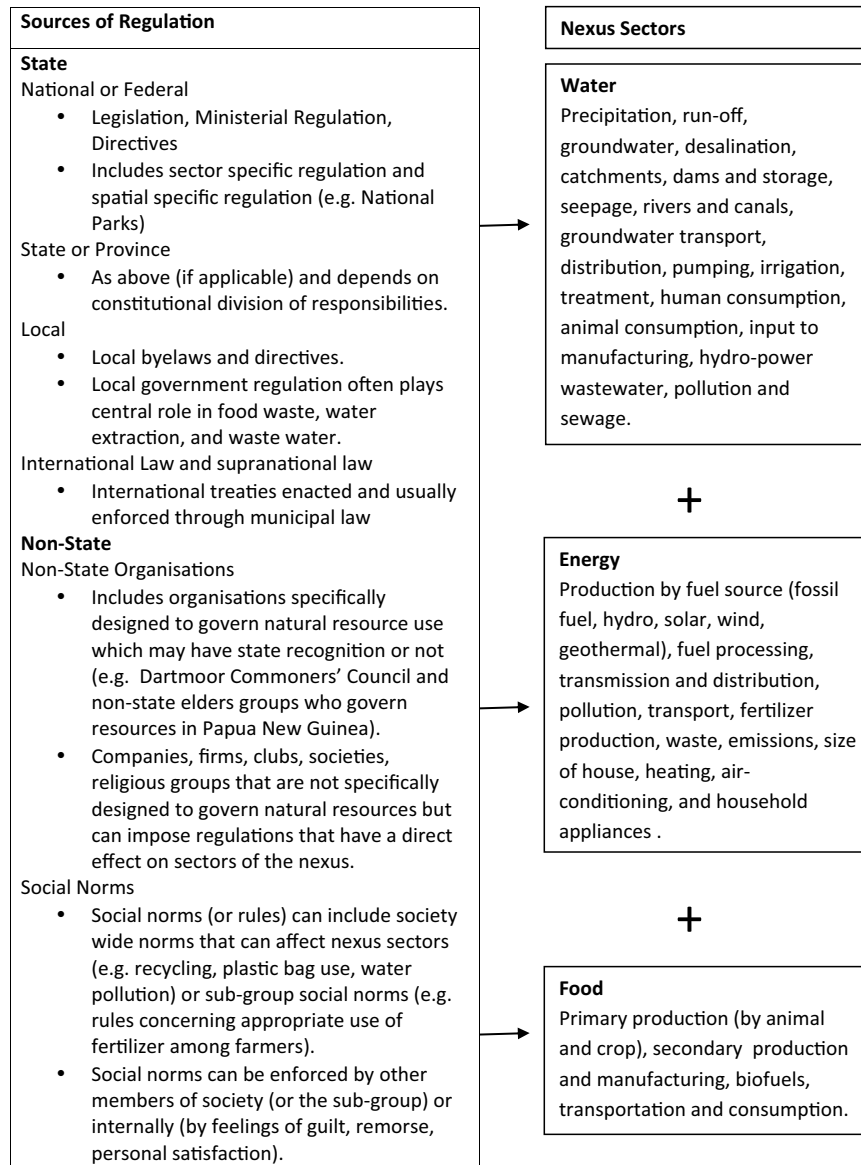 Sources of Regulation
State
National or Federal
• Legislation, Ministerial Regulation,
Directives
• Includes sector specific regulation and
spatial specific regulation (e.g. National
Parks)
State or Province
• As above (if applicable) and depends on
constitutional division of responsibilities.
Local
• Local byelaws and directives.
• Local government regulation often plays
central role in food waste, water
extraction, and waste water.
International Law and supranational law
• International treaties enacted and usually
enforced through municipal law
Non-State
Non-State Organisations
• Includes organisations specifically
designed to govern natural resource use
which may have state recognition or not
(e.g. Dartmoor Commoners’ Council and
non-state elders groups who govern
resources in Papua New Guinea).
• Companies, firms, clubs, societies,
religious groups that are not specifically
designed to govern natural resources but
can impose regulations that have a direct
effect on sectors of the nexus.
Social Norms
• Social norms (or rules) can include society
wide norms that can affect nexus sectors
(e.g. recycling, plastic bag use, water
pollution) or sub-group social norms (e.g.
rules concerning appropriate use of
fertilizer among farmers).
• Social norms can be enforced by other
members of society (or the sub-group) or
internally (by feelings of guilt, remorse,
personal satisfaction).
Nexus Sectors
Water
Precipitation, run-off,
groundwater, desalination,
catchments, dams and storage,
seepage, rivers and canals,
groundwater transport,
distribution, pumping, irrigation,
treatment, human consumption,
animal consumption, input to
manufacturing, hydro-power
wastewater, pollution and
sewage.
+
Energy
Production by fuel source (fossil
fuel, hydro, solar, wind,
geothermal), fuel processing,
transmission and distribution,
pollution, transport, fertilizer
production, waste, emissions, size
of house, heating, air-
conditioning, and household
appliances .
+
Food
Primary production (by animal
and crop), secondary production
and manufacturing, biofuels,
transportation and consumption.